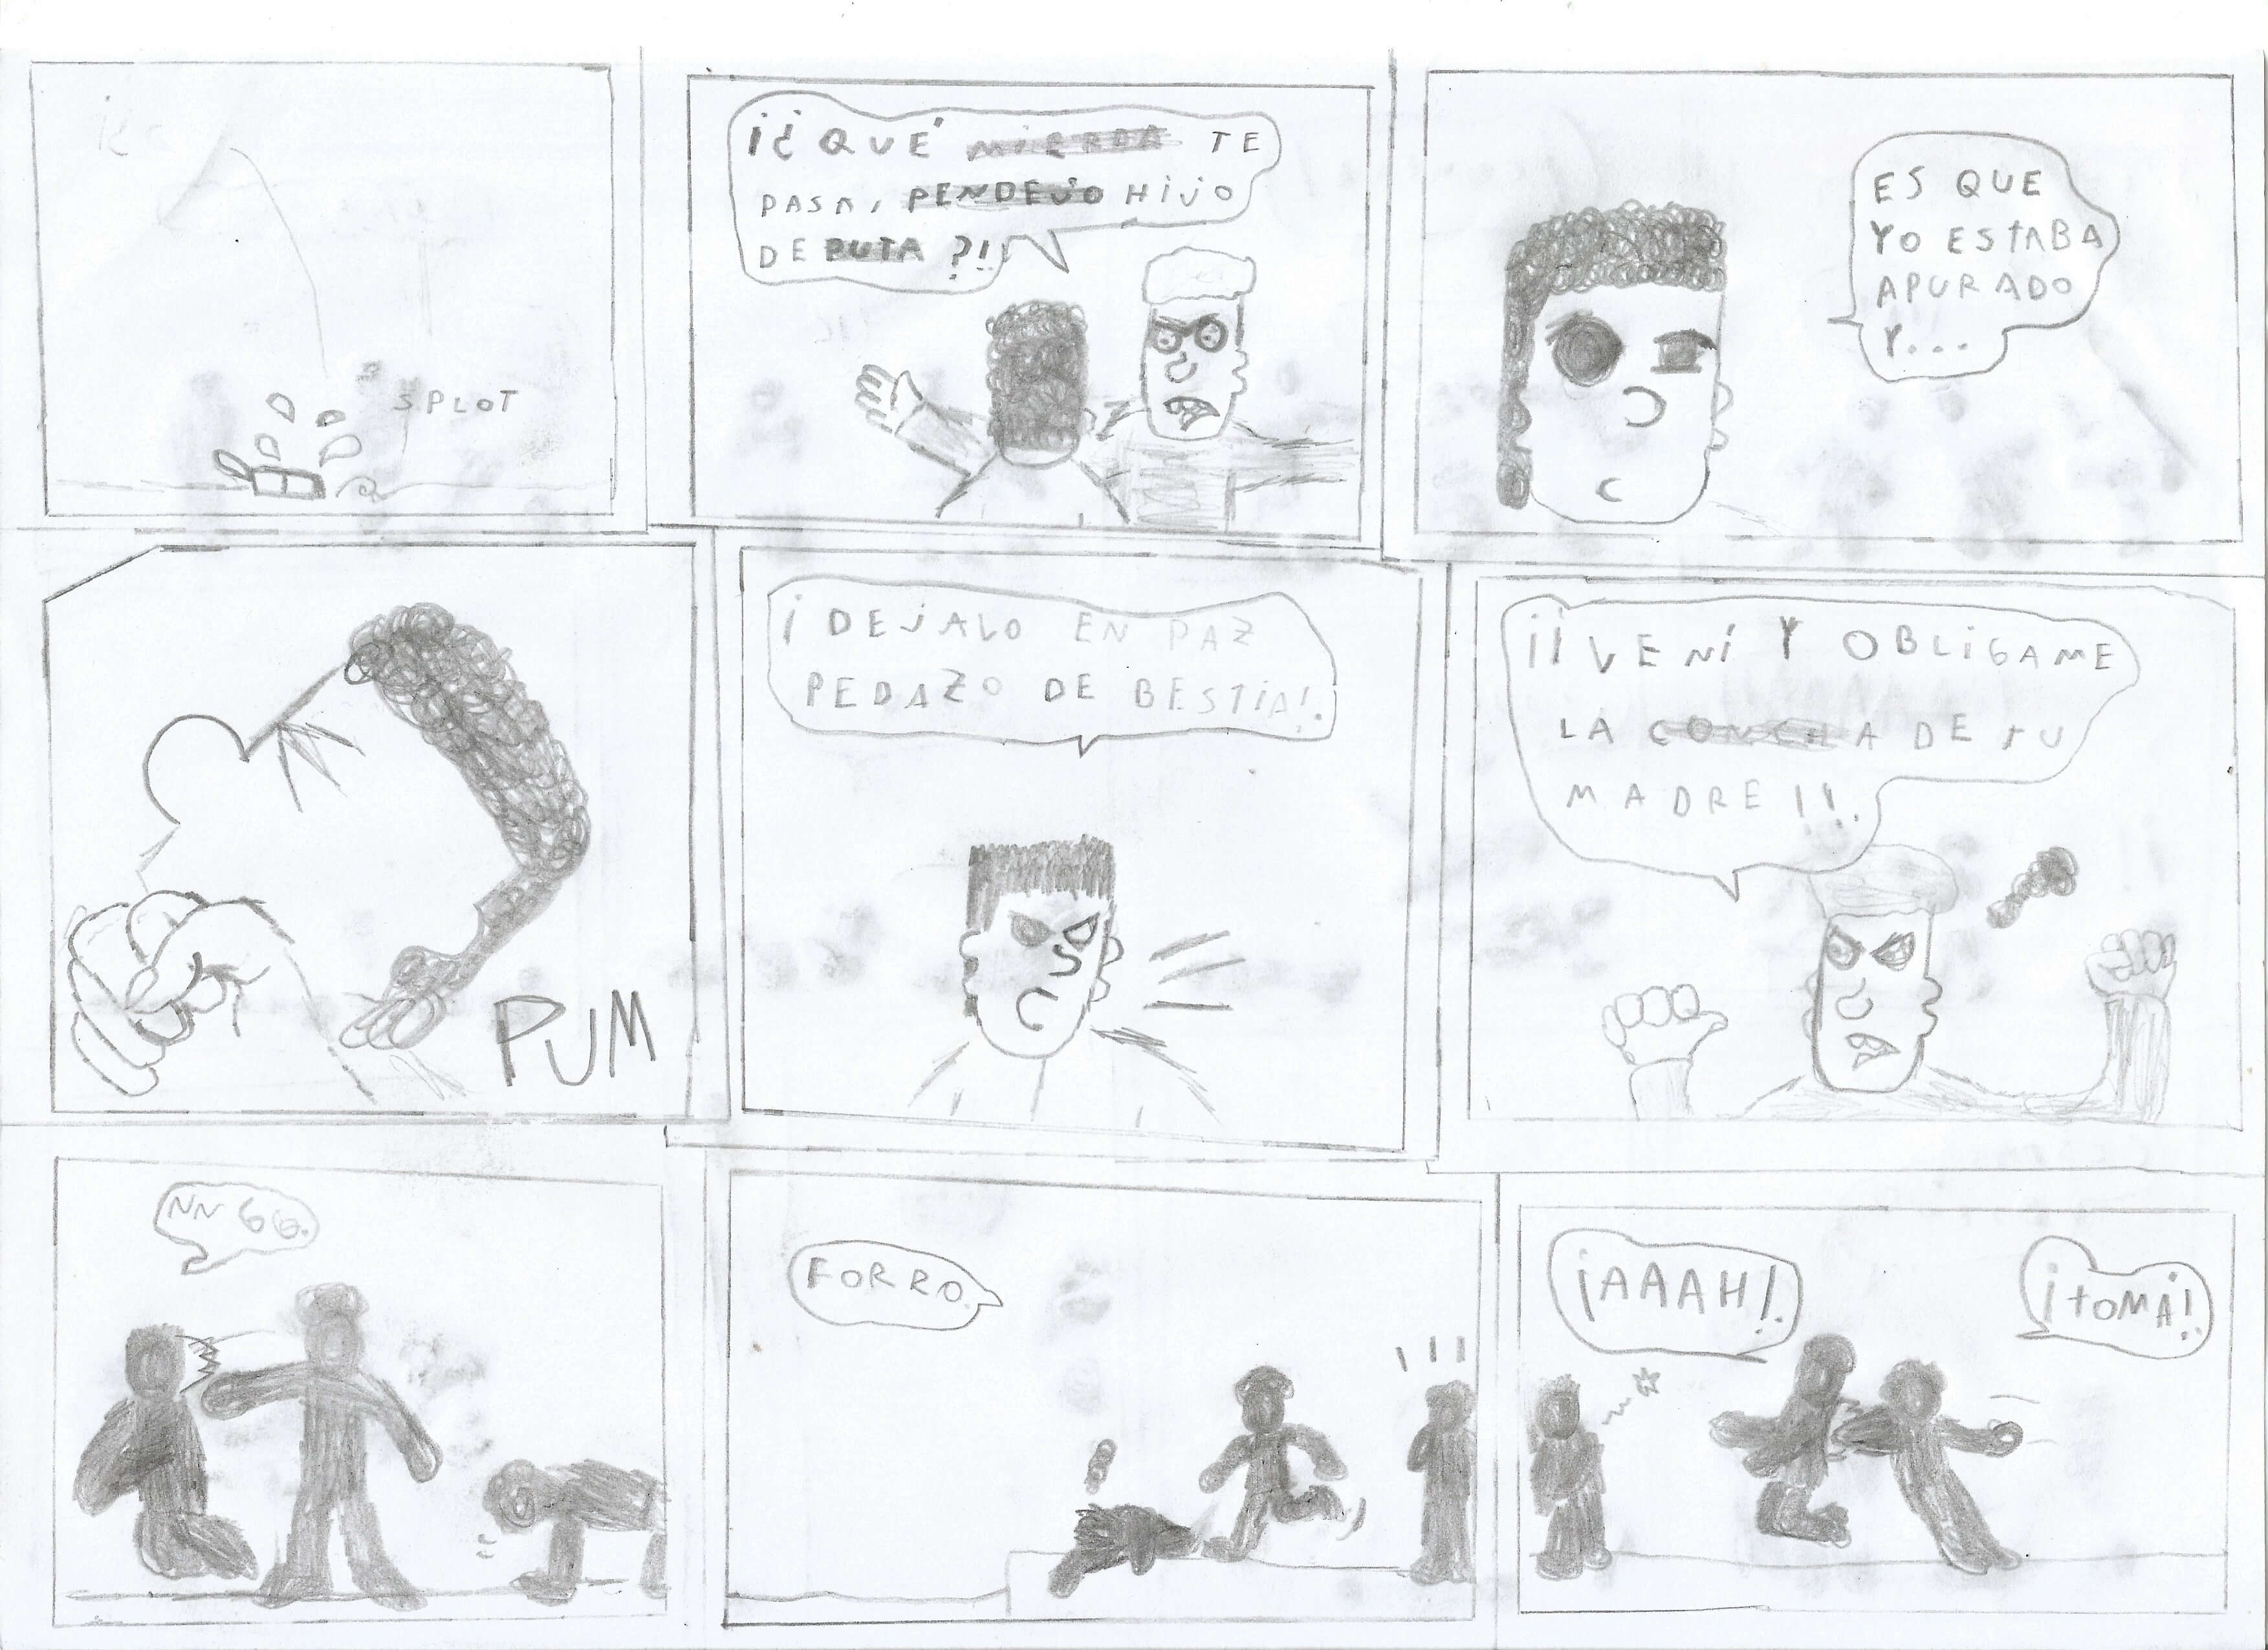 ¡¿
SPLOT
¡¿QUÉ MIERDA TE
PASA, PENDEJO HIJO
DE PUTA ?!
ES QUE
YO ESTABA
APURADO
Y...
PUM
¡DEJALO EN PAZ
PEDAZO DE BESTIA!.
¡¡VENÍ Y OBLIGAME
LA CONCHA DE TU
MADRE!!.
NNGG.
FORRO.
¡AAAH!.
¡TOMÁ!.